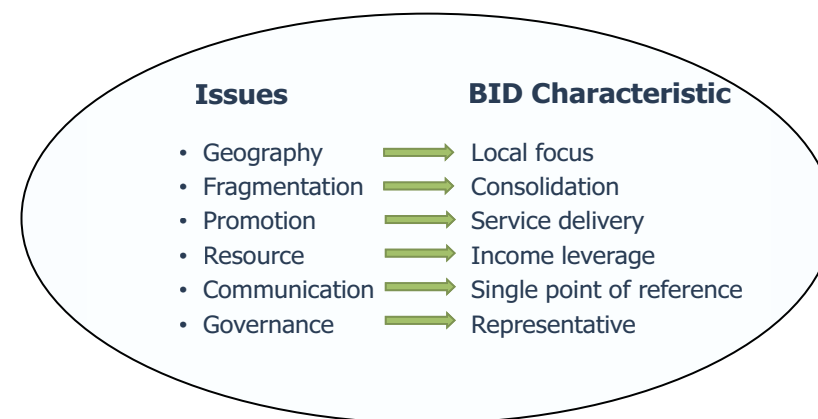 Issues BID Characteristic
• Geography Local focus
• Fragmentation Consolidation
• Promotion Service delivery
• Resource Income leverage
• Communication Single point of reference
• Governance Representative